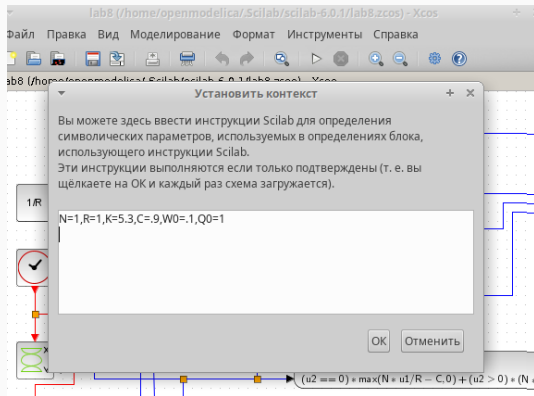 lab8 (/home/openmodelica/.Scilab/scilab-6.0.1/lab8.zcos) - Xcos
Файл Правка Вид Моделирование Формат Инструменты Справка
Установить контекст
Вы можете здесь ввести инструкции Scilab для определения
символических параметров, используемых в определениях блока,
использующего инструкции Scilab.
Эти инструкции выполняются если только подтверждены (т. е. вы
щёлкаете на ОК и каждый раз схема загружается).
1/R
N=1,R=1,K=5.3,C=.9,W0=.1,Q0=1
ОК Отменить
(u2 == 0) * max(N * u1/R − C,0) + (u2 > 0) * (N